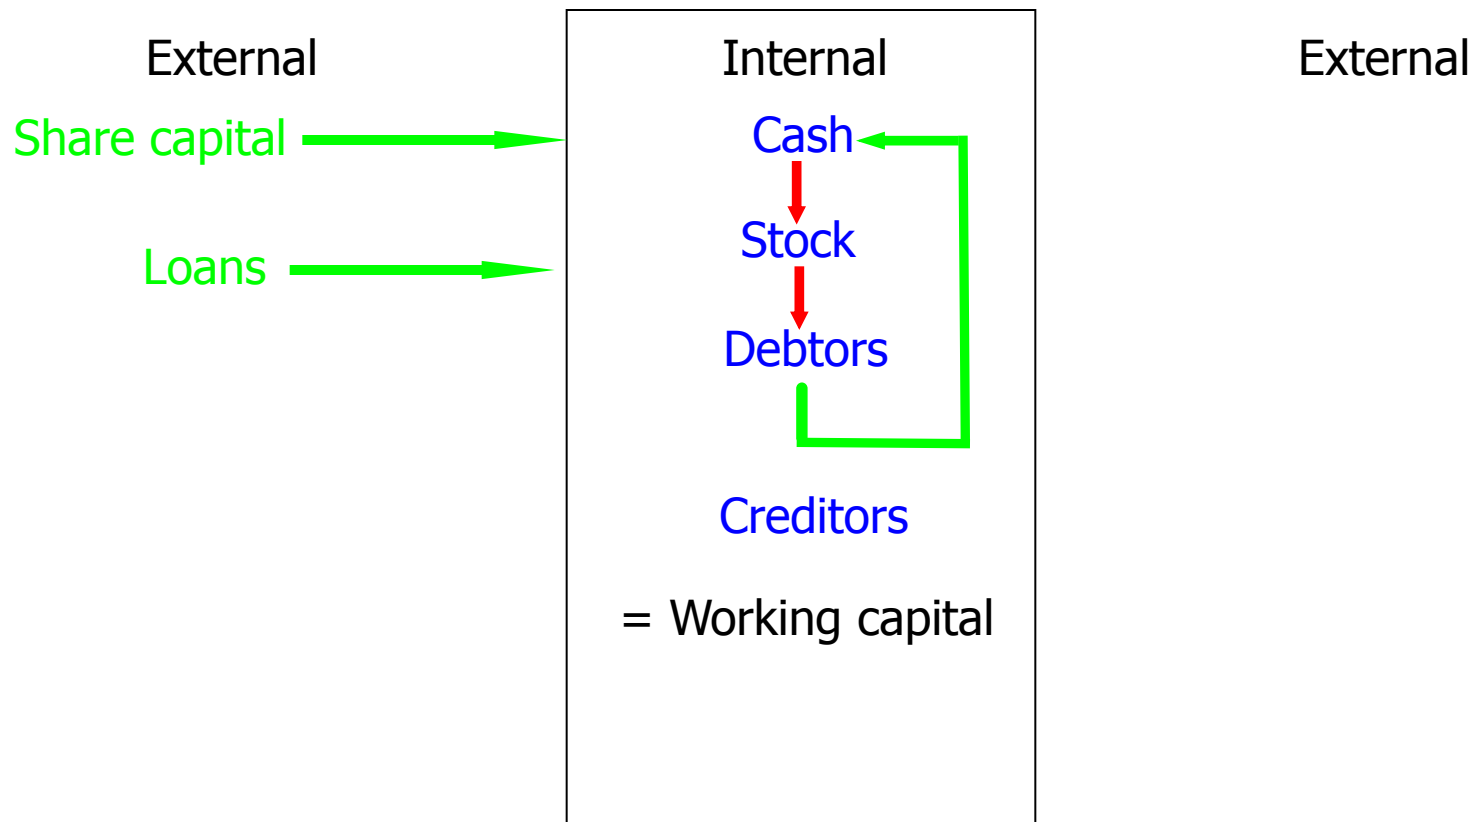 External
Internal
External
Share capital
Cash
Stock
Loans
Debtors
Creditors
= Working capital